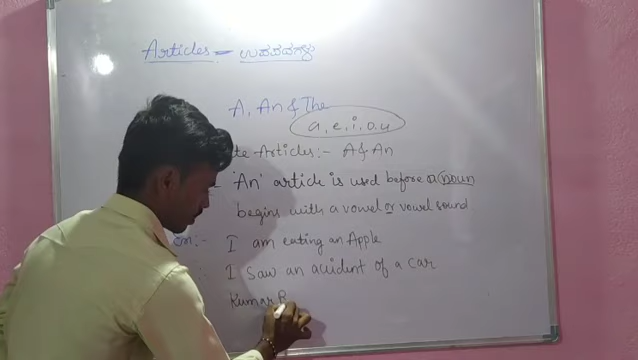 Articles - ಉಪಪದಗಳು
A, An & The
a, e, i, o, u
te Articles:- A & An
'An' article is used before a noun
begins with a vowel or vowel sound
I am eating an Apple
I saw an accident of a car
Kumar